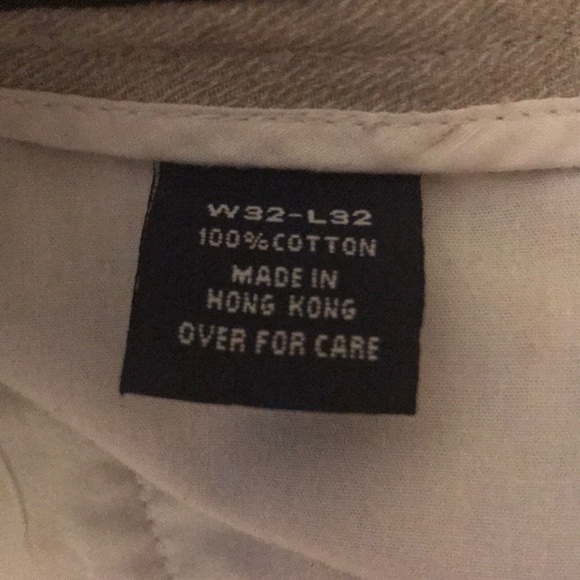 W32-L32
100% COTTON
MADE IN
HONG KONG
OVER FOR CARE